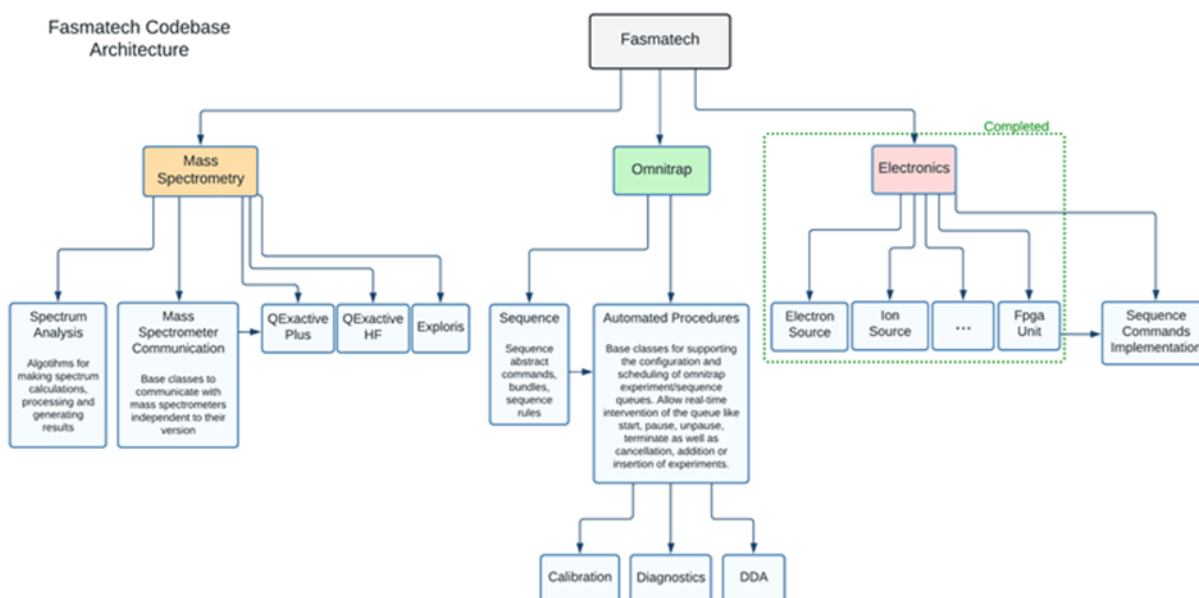 Fasmatech Codebase
Architecture
Fasmatech
Completed
Mass
Spectrometry
Omnitrap
Electronics
Spectrum
Analysis
Algotihms for
making spectrum
calculations,
processing and
generating
results
Mass
Spectrometer
Communication
Base classes to
communicate with
mass spectrometers
independent to their
version
QExactive
Plus
QExactive
HF
Exploris
Sequence
Sequence
abstract
commands,
bundles,
sequence
rules
Automated Procedures
Base classes for supporting
the configuration and
scheduling of omnitrap
experiment/sequence
queues. Allow real-time
intervention of the queue like
start, pause, unpause,
terminate as well as
cancellation, addition or
insertion of experiments.
Electron
Source
Ion
Source
...
Fpga
Unit
Sequence
Commands
Implementation
Calibration
Diagnostics
DDA